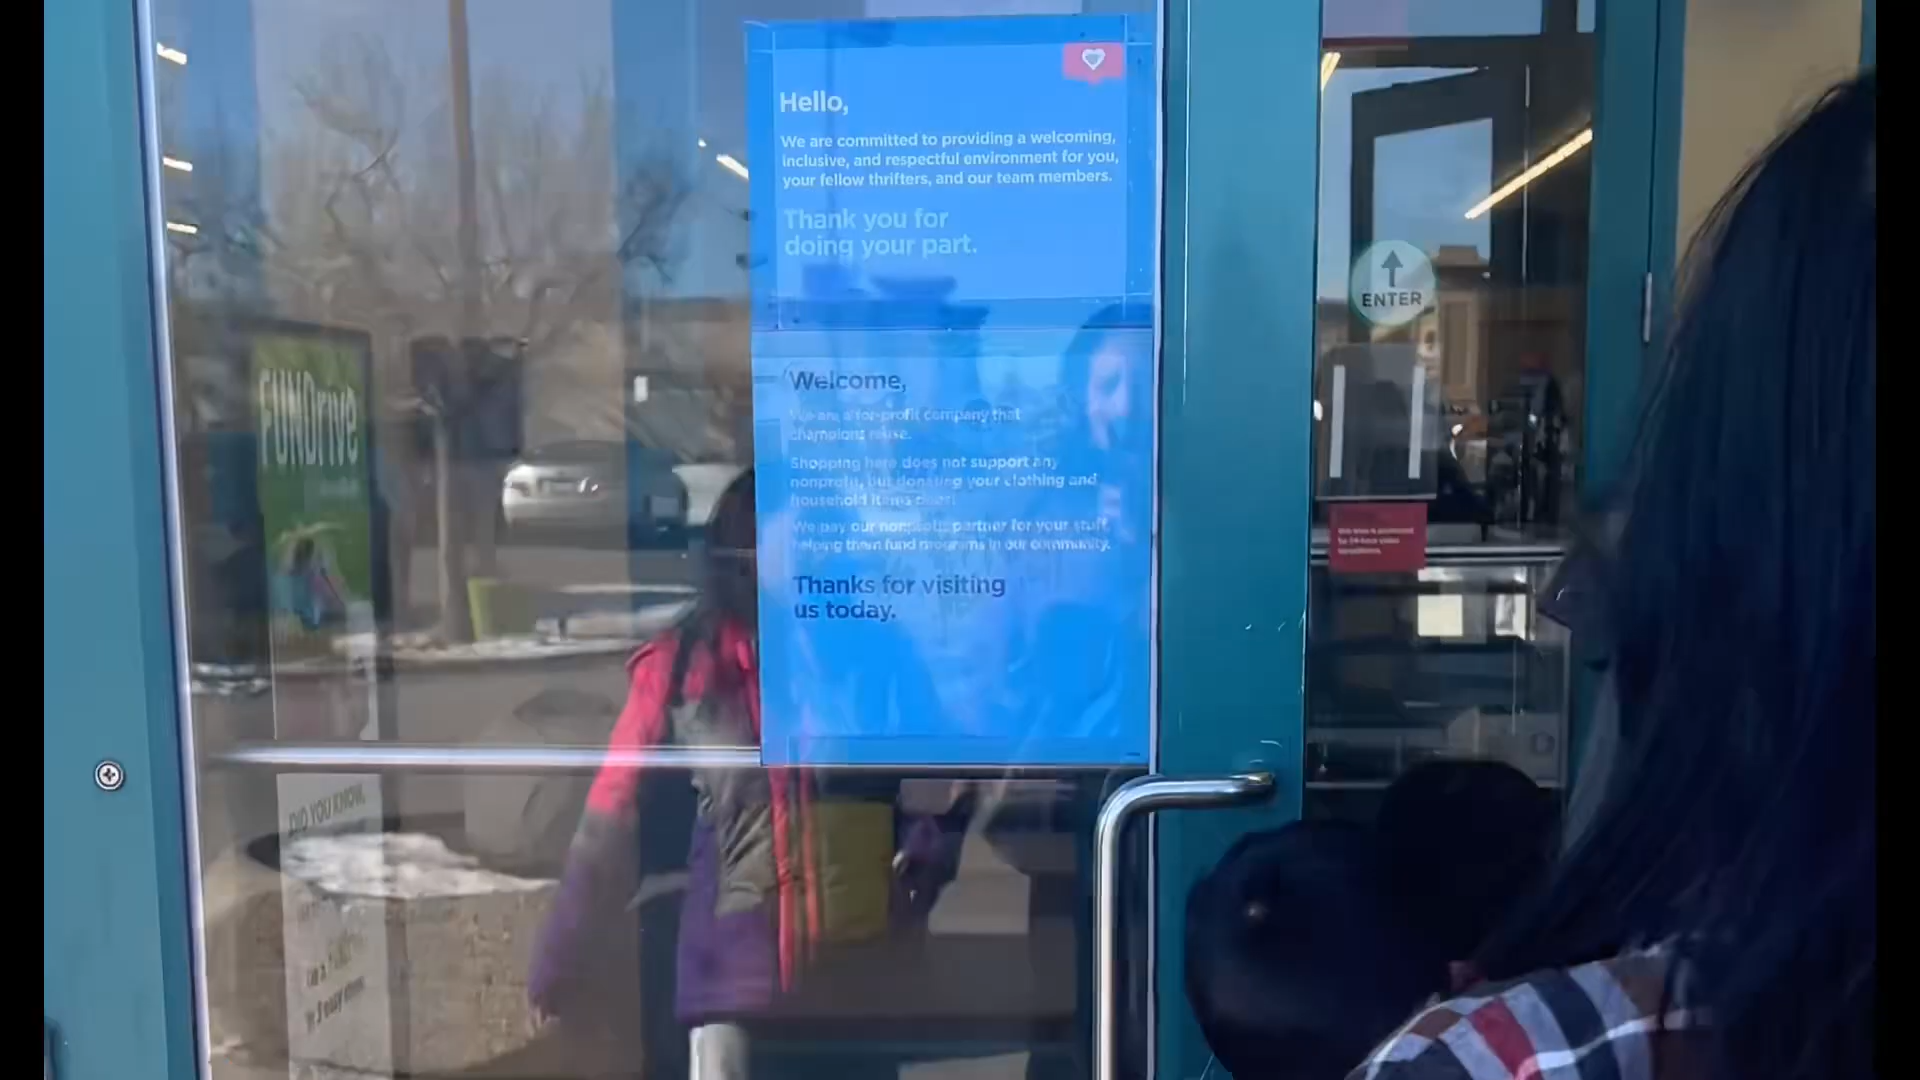 Hello,
We are committed to providing a welcoming,
inclusive, and respectful environment for you,
your fellow thrifters, and our team members.
Thank you for
doing your part.
Welcome,
We are a for-profit company that
champions reuse.
Shopping here does not support any
nonprofit, but donating your clothing and
household items does.
We pay our nonprofit partner for your stuff,
helping them fund programs in our community.
Thanks for visiting
us today.
ENTER
FUNDrive
DID YOU KNOW,